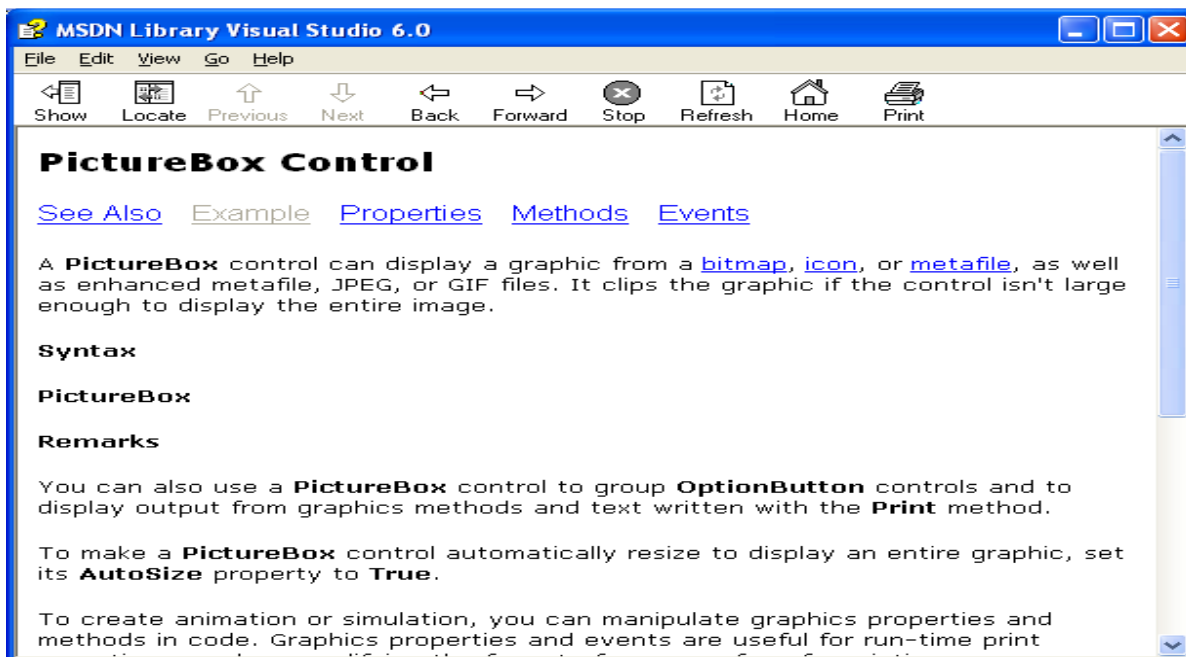 MSDN Library Visual Studio 6.0
File Edit View Go Help
Show Locate Previous Next Back Forward Stop Refresh Home Print
PictureBox Control
See Also Example Properties Methods Events
A PictureBox control can display a graphic from a bitmap, icon, or metafile, as well
as enhanced metafile, JPEG, or GIF files. It clips the graphic if the control isn't large
enough to display the entire image.
Syntax
PictureBox
Remarks
You can also use a PictureBox control to group OptionButton controls and to
display output from graphics methods and text written with the Print method.
To make a PictureBox control automatically resize to display an entire graphic, set
its AutoSize property to True.
To create animation or simulation, you can manipulate graphics properties and
methods in code. Graphics properties and events are useful for run-time print